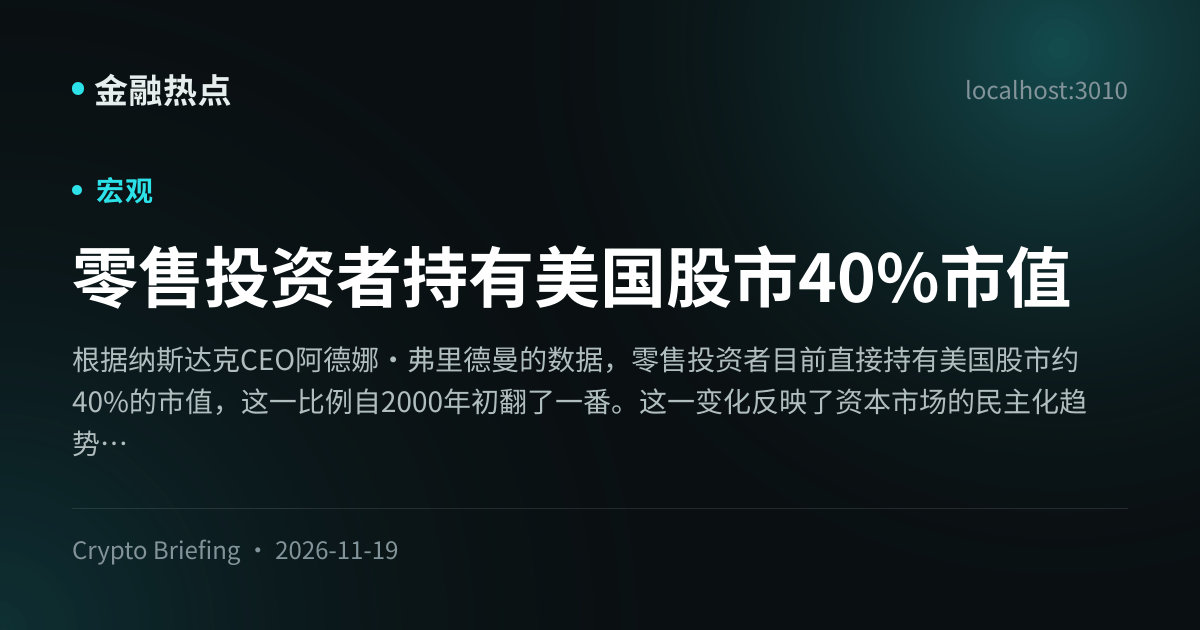 金融热点
localhost:3010
宏观
零售投资者持有美国股市40%市值
根据纳斯达克CEO阿德娜·弗里德曼的数据，零售投资者目前直接持有美国股市约
40%的市值，这一比例自2000年初翻了一番。这一变化反映了资本市场的民主化趋
势…
Crypto Briefing · 2026-11-19